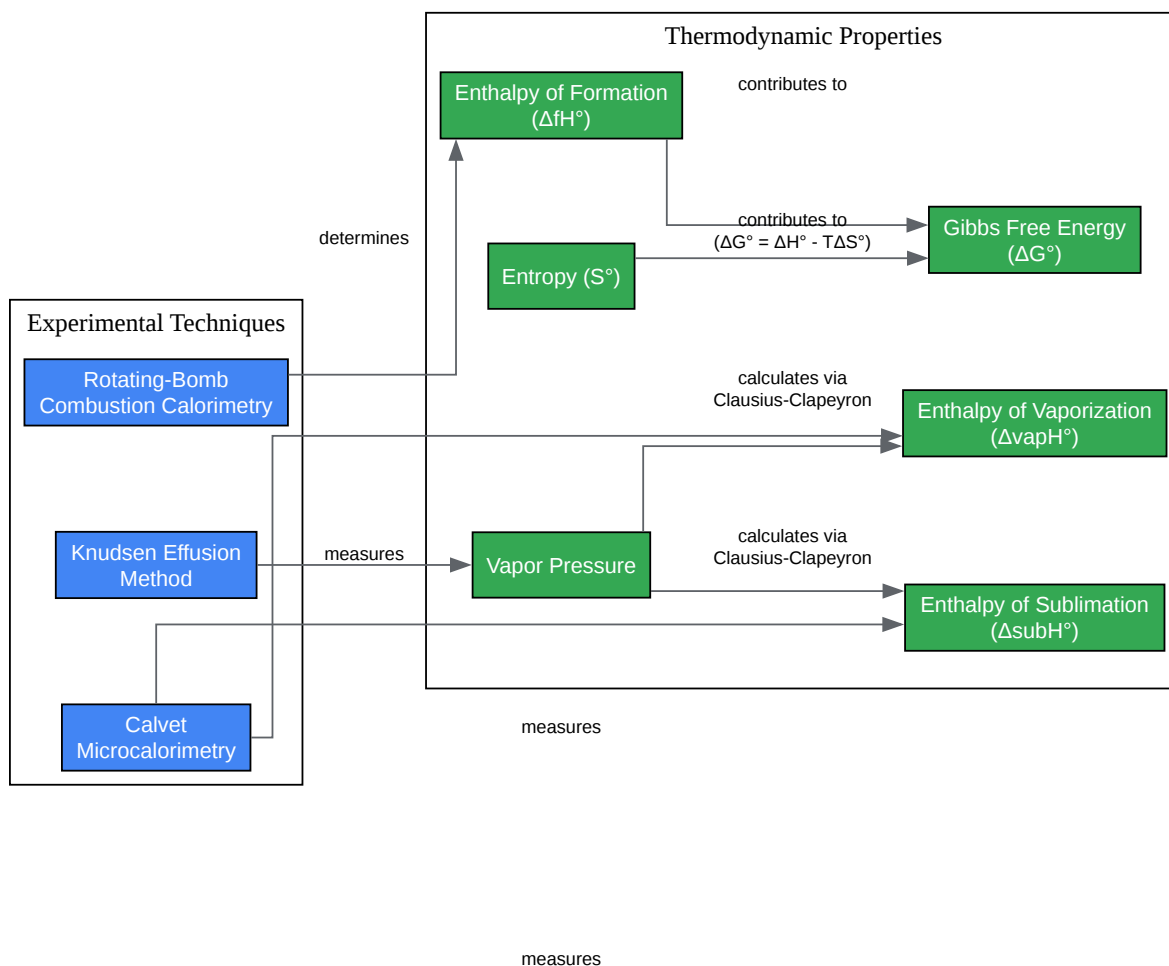 Thermodynamic Properties
Enthalpy of Formation
(ΔfH°)
contributes to
determines
contributes to
(ΔG° = ΔH° - TΔS°)
Gibbs Free Energy
(ΔG°)
Entropy (S°)
Experimental Techniques
Rotating-Bomb
Combustion Calorimetry
calculates via
Clausius-Clapeyron
Enthalpy of Vaporization
(ΔvapH°)
Knudsen Effusion
Method
measures
Vapor Pressure
calculates via
Clausius-Clapeyron
Enthalpy of Sublimation
(ΔsubH°)
Calvet
Microcalorimetry
measures
measures